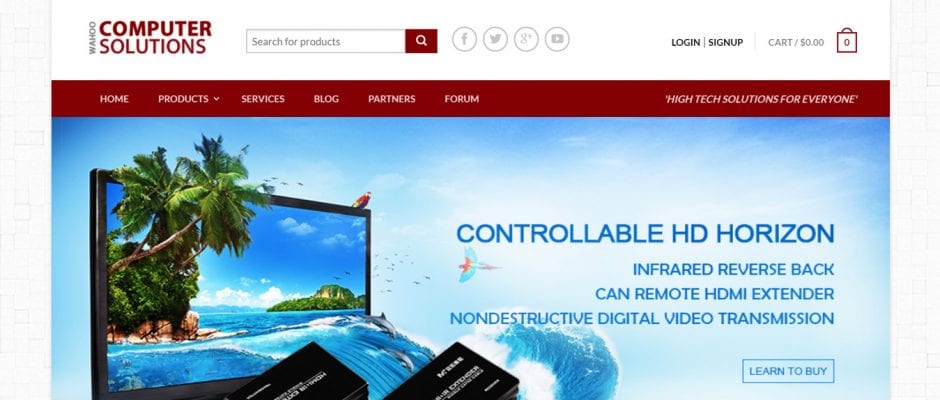 WAHOO
COMPUTER
SOLUTIONS
Search for products
LOGIN | SIGNUP
CART / $0.00
0
HOME PRODUCTS SERVICES BLOG PARTNERS FORUM
'HIGH TECH SOLUTIONS FOR EVERYONE'
CONTROLLABLE HD HORIZON
INFRARED REVERSE BACK
CAN REMOTE HDMI EXTENDER
NONDESTRUCTIVE DIGITAL VIDEO TRANSMISSION
LEARN TO BUY